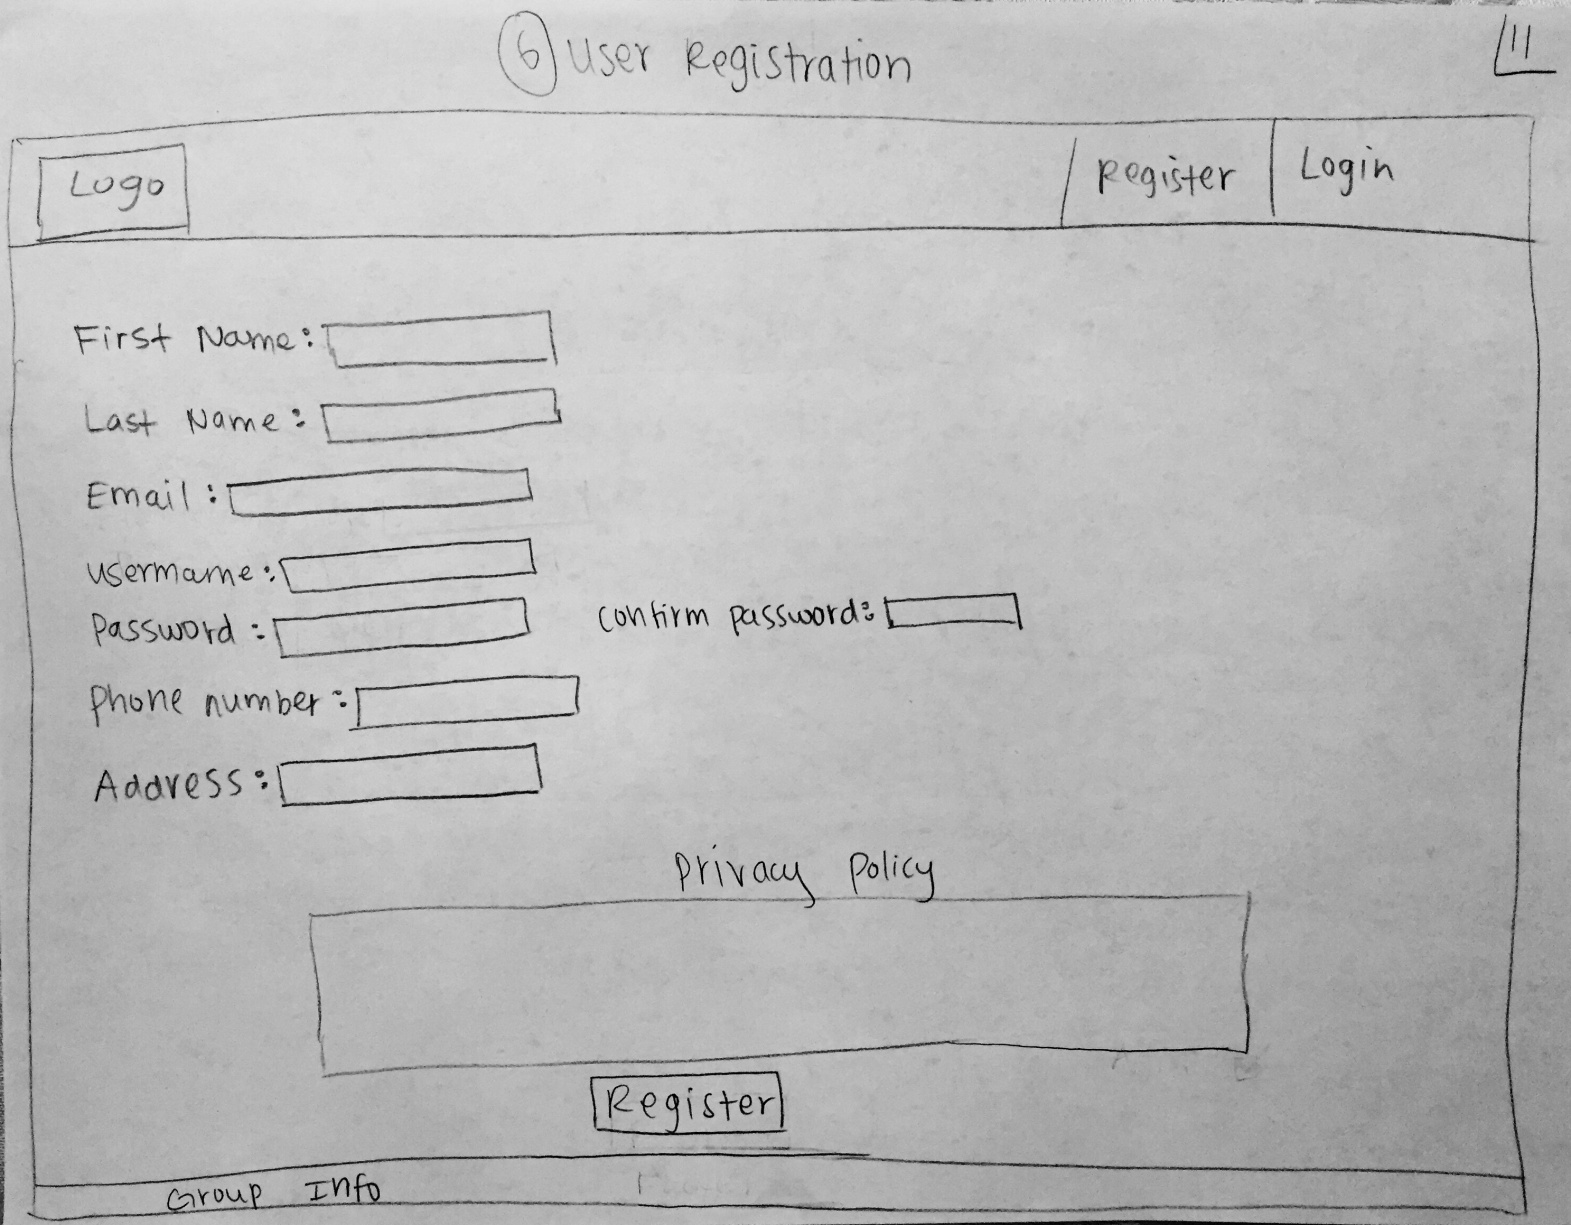 6 User Registration
11
Logo
Register
Login
First Name:
Last Name:
Email:
username:
Password: confirm password:
Phone number:
Address:
Privacy Policy
Register
Group Info